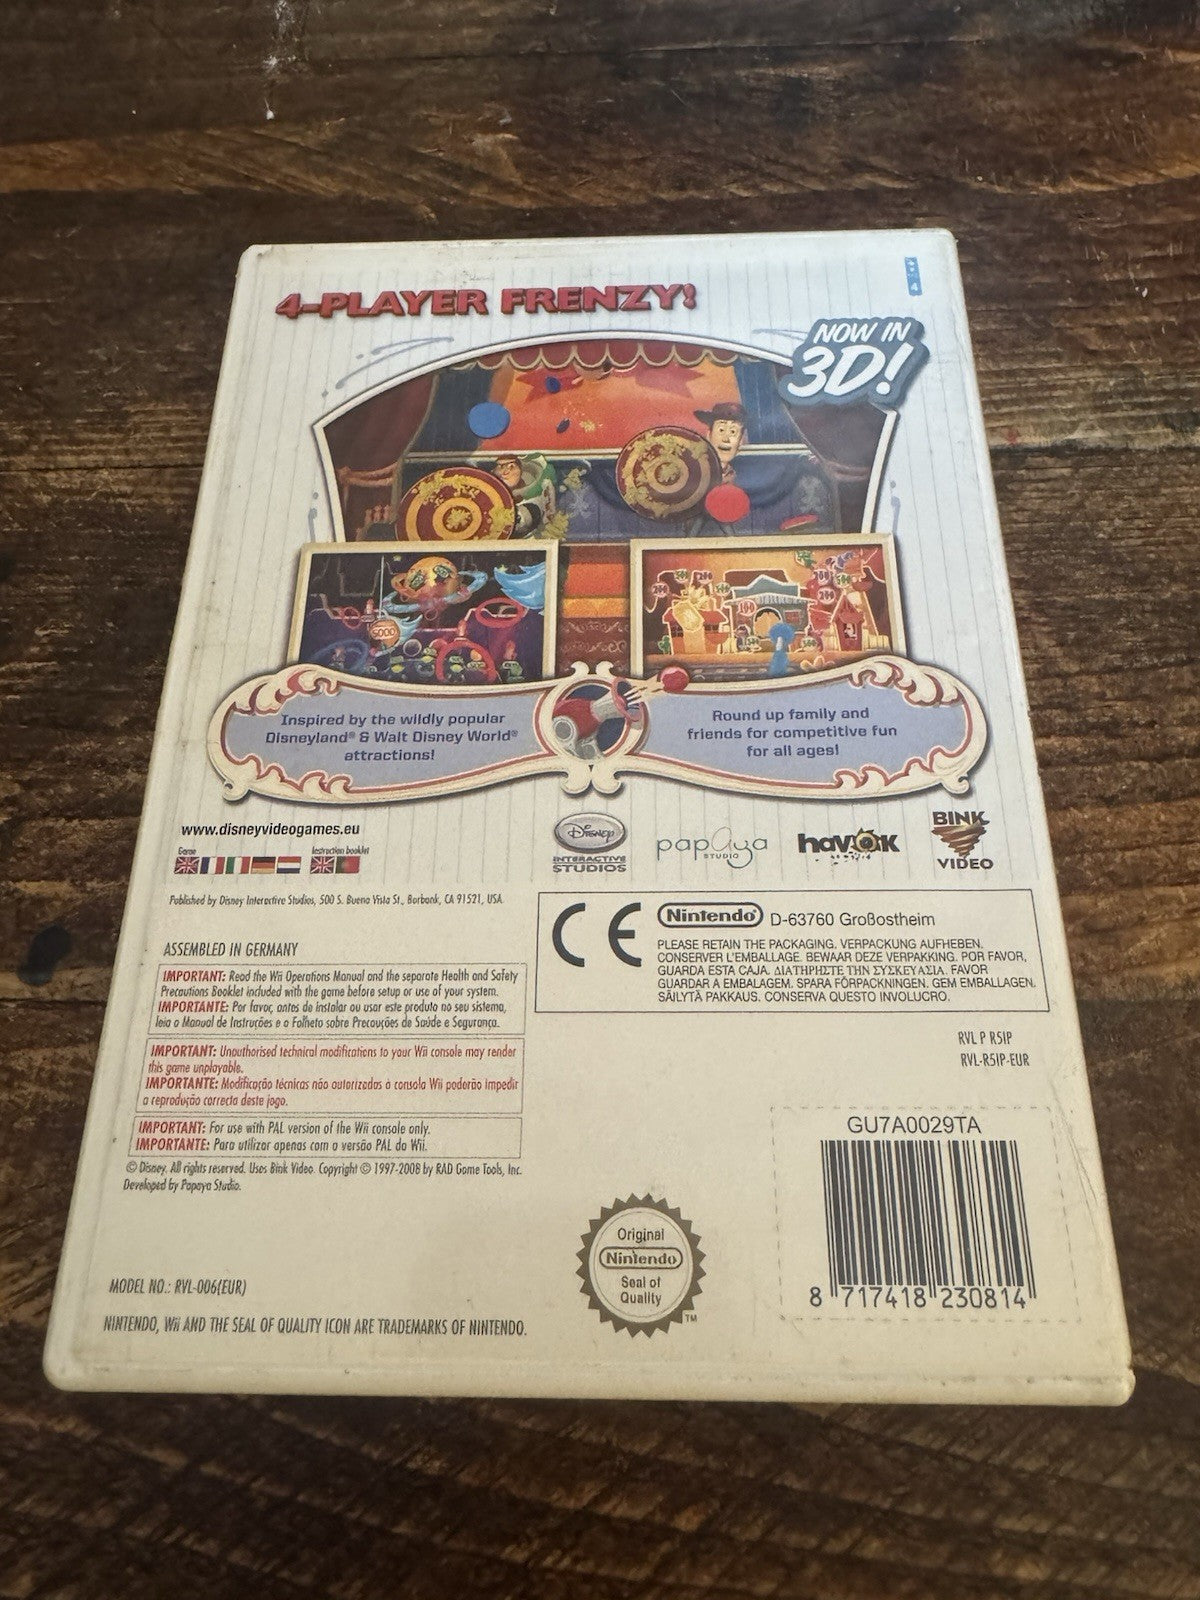 4-PLAYER FRENZY!
4
NOW IN
3D!
5000
500
200
200
100
100
500
Inspired by the wildly popular
Disneyland® & Walt Disney World®
attractions!
Round up family and
friends for competitive fun
for all ages!
www.disneyvideogames.eu
Game
Instruction booklet
Disney
INTERACTIVE
STUDIOS
papaya
STUDIO
havok
BINK
VIDEO
Published by Disney Interactive Studios, 500 S. Buena Vista St., Burbank, CA 91521, USA.
ASSEMBLED IN GERMANY
IMPORTANT: Read the Wii Operations Manual and the separate Health and Safety
Precautions Booklet included with the game before setup or use of your system.
IMPORTANTE: Por favor, antes de instalar ou usar este produto no seu sistema,
leia o Manual de Instruções e o Folheto sobre Precauções de Saúde e Segurança.
IMPORTANT: Unauthorised technical modifications to your Wii console may render
this game unplayable.
IMPORTANTE: Modificação técnicas não autorizadas à consola Wii poderão impedir
a reprodução correcta deste jogo.
IMPORTANT: For use with PAL version of the Wii console only.
IMPORTANTE: Para utilizar apenas com a versão PAL da Wii.
© Disney. All rights reserved. Uses Bink Video. Copyright © 1997-2008 by RAD Game Tools, Inc.
Developed by Papaya Studio.
CE
Nintendo D-63760 Großostheim
PLEASE RETAIN THE PACKAGING. VERPACKUNG AUFHEBEN.
CONSERVER L'EMBALLAGE. BEWAAR DEZE VERPAKKING. POR FAVOR,
GUARDA ESTA CAJA. ΔΙΑΤΗΡΗΣΤΕ ΤΗΝ ΣΥΣΚΕΥΑΣΙΑ. FAVOR
GUARDAR A EMBALAGEM. SPARA FÖRPACKNINGEN. GEM EMBALLAGEN.
SÄILYTÄ PAKKAUS. CONSERVA QUESTO INVOLUCRO.
RVL P R5IP
RVL-R5IP-EUR
GU7A0029TA
8 717418 230814
Original
Nintendo
Seal of
Quality
TM
MODEL NO.: RVL-006(EUR)
NINTENDO, Wii AND THE SEAL OF QUALITY ICON ARE TRADEMARKS OF NINTENDO.